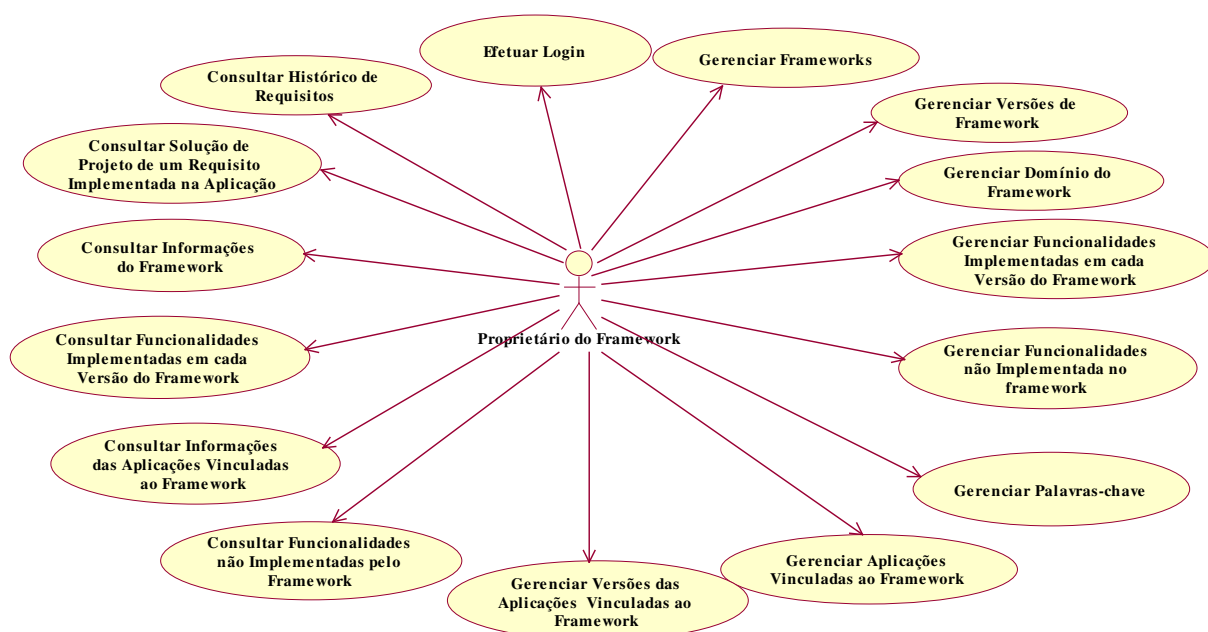 Efetuar Login
Gerenciar Frameworks
Consultar Histórico de
Requisitos
Gerenciar Versões de
Framework
Consultar Solução de
Projeto de um Requisito
Implementada na Aplicação
Gerenciar Domínio do
Framework
Consultar Informações
do Framework
Gerenciar Funcionalidades
Implementadas em cada
Versão do Framework
Proprietário do Framework
Consultar Funcionalidades
Implementadas em cada
Versão do Framework
Gerenciar Funcionalidades
não Implementada no
framework
Consultar Informações
das Aplicações Vinculadas
ao Framework
Gerenciar Palavras-chave
Consultar Funcionalidades
não Implementadas pelo
Framework
Gerenciar Aplicações
Vinculadas ao Framework
Gerenciar Versões das
Aplicações Vinculadas ao
Framework